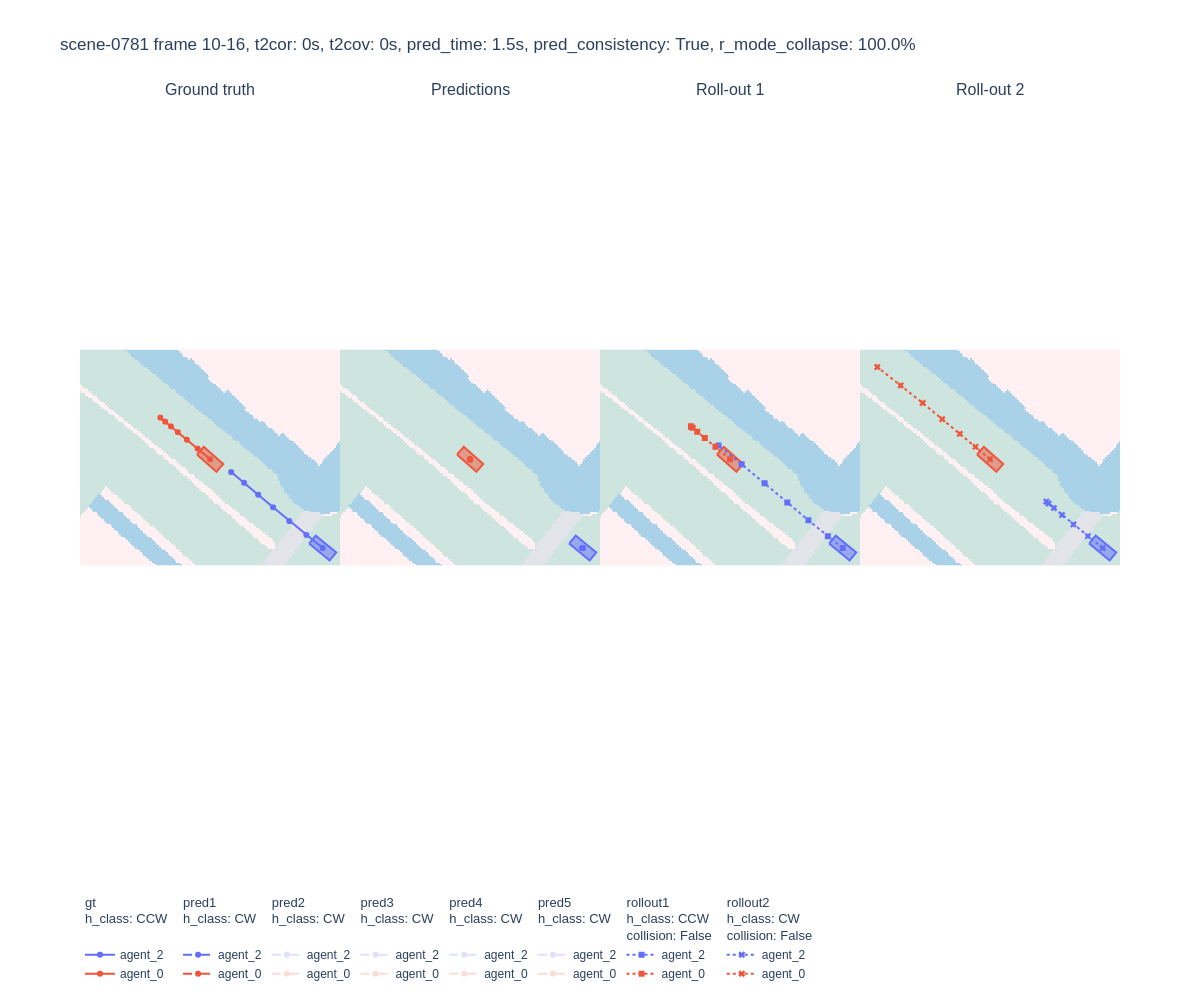 scene-0781 frame 10-16, t2cor: 0s, t2cov: 0s, pred_time: 1.5s, pred_consistency: True, r_mode_collapse: 100.0%
Ground truth Predictions Roll-out 1 Roll-out 2
gt pred1 pred2 pred3 pred4 pred5 rollout1 rollout2
h_class: CCW h_class: CW h_class: CW h_class: CW h_class: CW h_class: CW h_class: CCW h_class: CW
collision: False collision: False
agent_2 agent_2 agent_2 agent_2 agent_2 agent_2 agent_2 agent_2
agent_0 agent_0 agent_0 agent_0 agent_0 agent_0 agent_0 agent_0